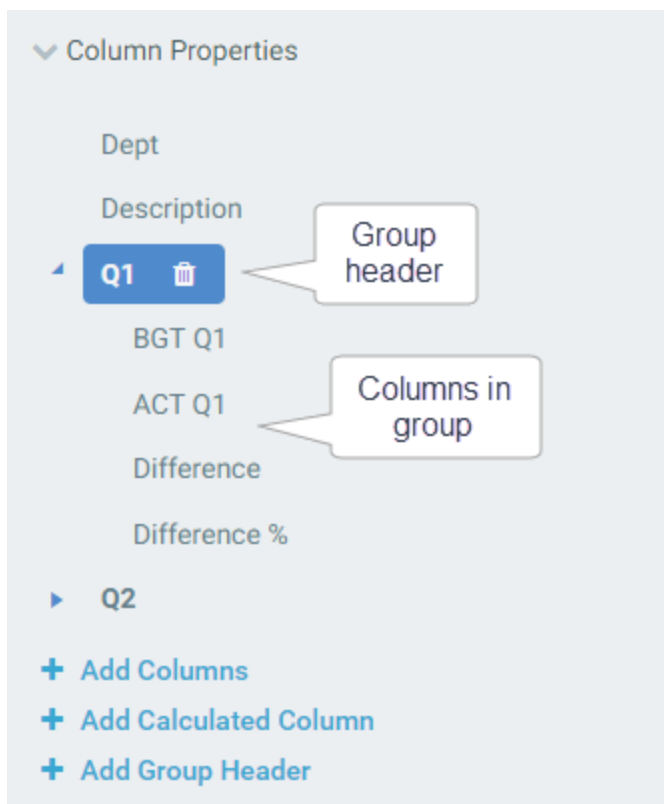 Column Properties
Dept
Description
Group
header
Q1
BGT Q1
Columns in
group
ACT Q1
Difference
Difference %
Q2
+ Add Columns
+ Add Calculated Column
+ Add Group Header